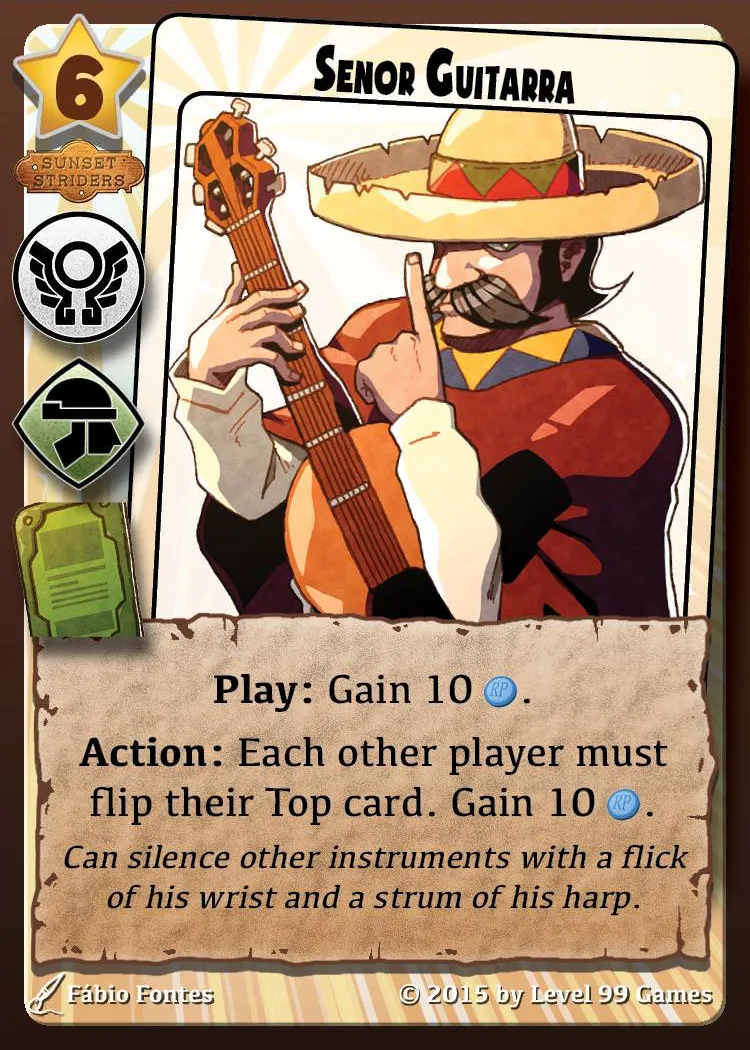 SENOR GUITARRA
6
SUNSET
STRIDERS
Play: Gain 10 RP.
Action: Each other player must
flip their Top card. Gain 10 RP.
Can silence other instruments with a flick
of his wrist and a strum of his harp.
Fábio Fontes
© 2015 by Level 99 Games